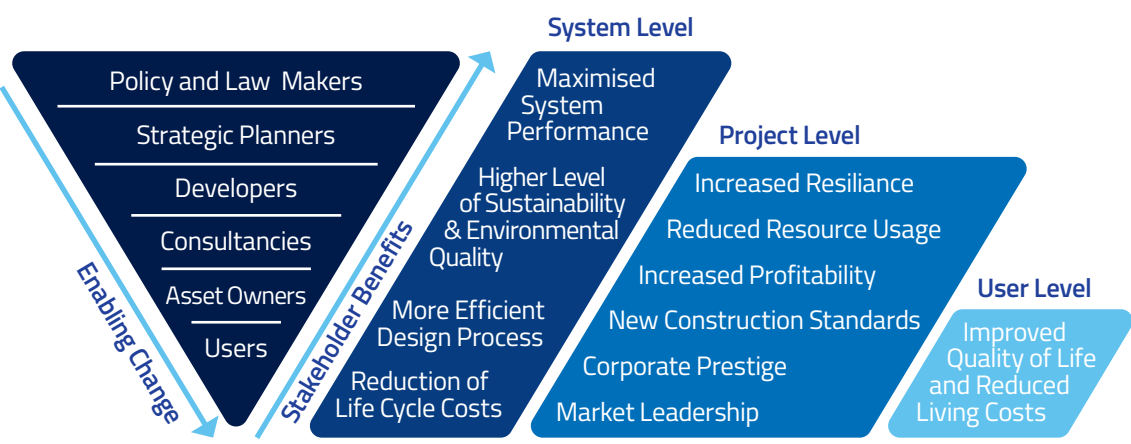 Policy and Law Makers
Strategic Planners
Developers
Consultancies
Asset Owners
Users
Enabling Change
Stakeholder Benefits
System Level
Maximised
System
Performance
Higher Level
of Sustainability
& Environmental
Quality
More Efficient
Design Process
Reduction of
Life Cycle Costs
Project Level
Increased Resiliance
Reduced Resource Usage
Increased Profitability
New Construction Standards
Corporate Prestige
Market Leadership
User Level
Improved
Quality of Life
and Reduced
Living Costs